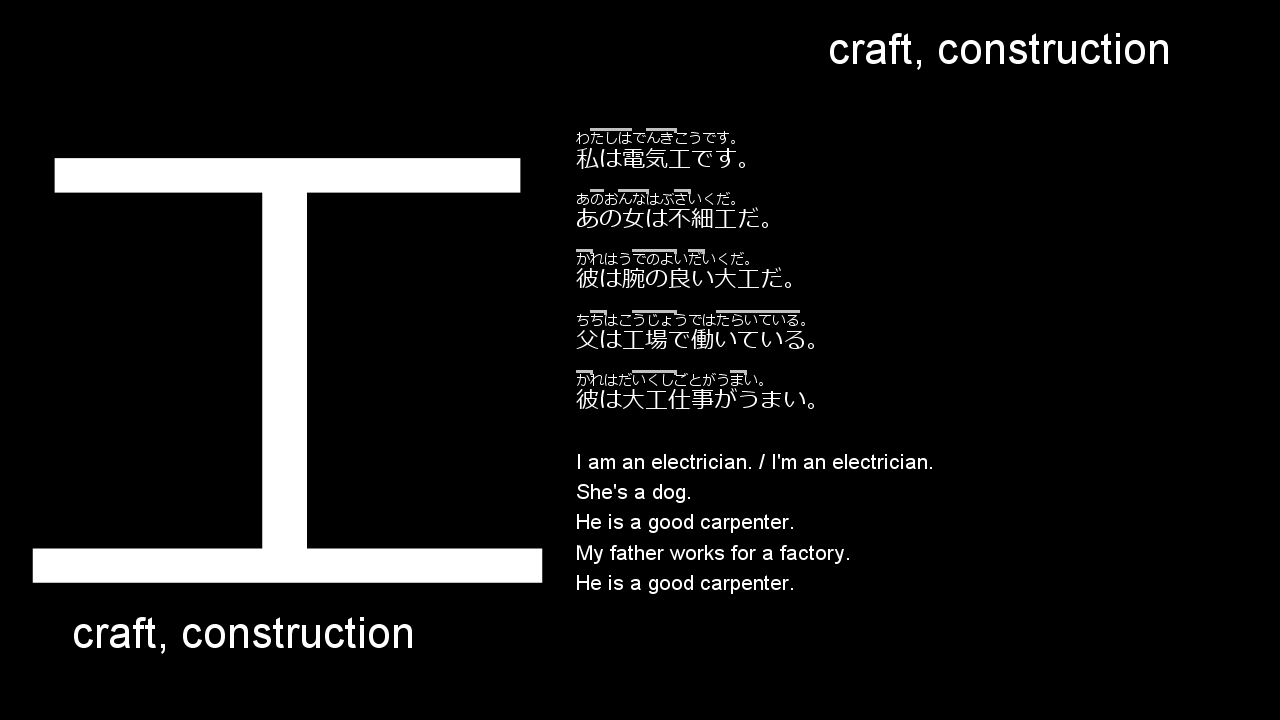 craft, construction
工
craft, construction
わたしはでんきこうです。
私は電気工です。
あのおんなはぶさいくだ。
あの女は不細工だ。
かれはうでのよいだいくだ。
彼は腕の良い大工だ。
ちちはこうじょうではたらいている。
父は工場で働いている。
かれはだいくしごとがうまい。
彼は大工仕事がうまい。
I am an electrician. / I'm an electrician.
She's a dog.
He is a good carpenter.
My father works for a factory.
He is a good carpenter.